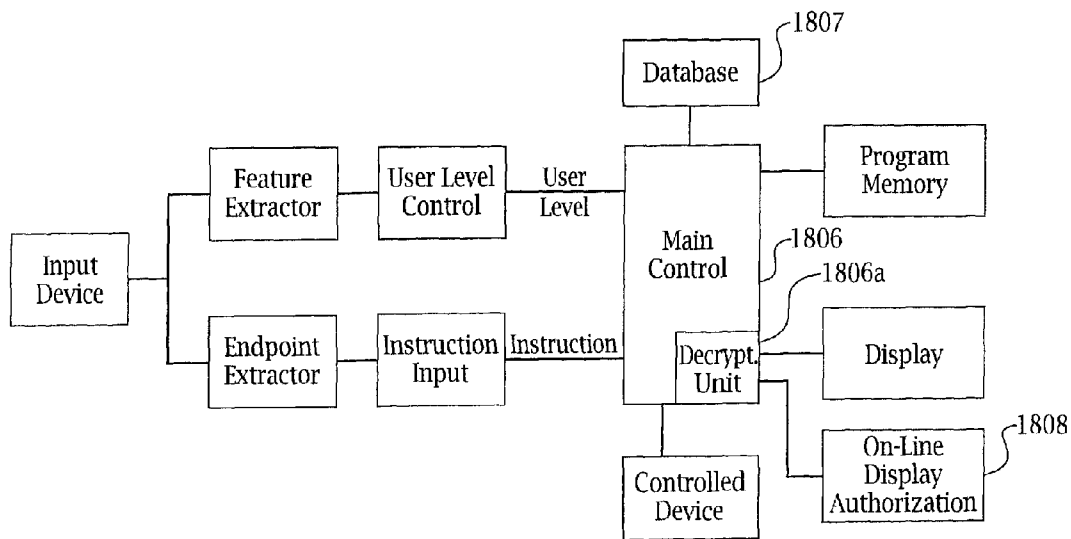 1807
Database
Feature
Extractor
User Level
Control
User
Level
Program
Memory
Input
Device
Main
Control
1806
1806a
Endpoint
Extractor
Instruction
Input
Instruction
Decrypt.
Unit
Display
1808
Controlled
Device
On-Line
Display
Authorization